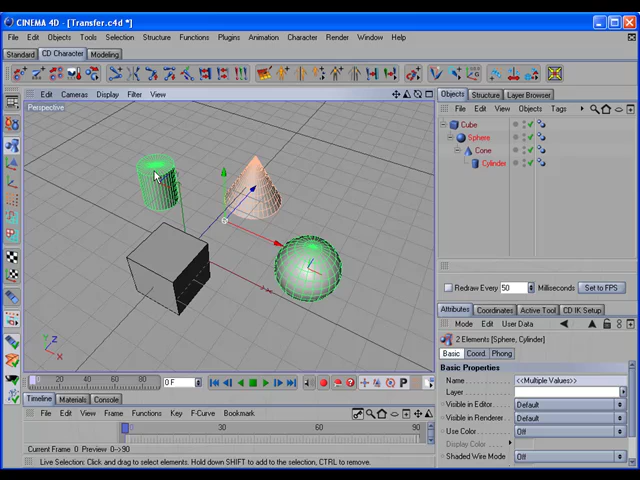 CINEMA 4D - [Transfer.c4d *]
File Edit Objects Tools Selection Structure Functions Plugins Animation Character Render Window Help
Standard CD Character Modeling
Edit Cameras Display Filter View
Perspective
Y
Z
X
Objects Structure Layer Browser
File Edit View Objects Tags
Cube
Sphere
Cone
Cylinder
Redraw Every 50 Milliseconds Set to FPS
Attributes Coordinates Active Tool CD IK Setup
Mode Edit User Data
2 Elements [Sphere, Cylinder]
Basic Coord. Phong
Basic Properties
Name <<Multiple Values>>
Layer
Visible in Editor Default
Visible in Renderer Default
Use Color Off
Display Color
Shaded Wire Mode Off
0 20 40 60 80 0 F
Timeline Materials Console
File Edit View Frame Functions Key F-Curve Bookmark
0 30 60 90
Current Frame 0 Preview 0->90
Live Selection: Click and drag to select elements. Hold down SHIFT to add to the selection, CTRL to remove.